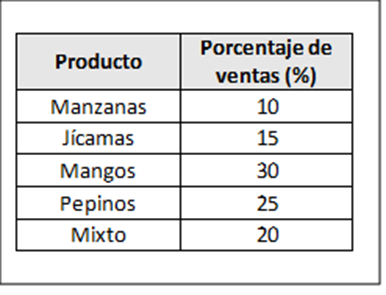 Producto Porcentaje de
ventas (%)
Manzanas 10
Jícamas 15
Mangos 30
Pepinos 25
Mixto 20